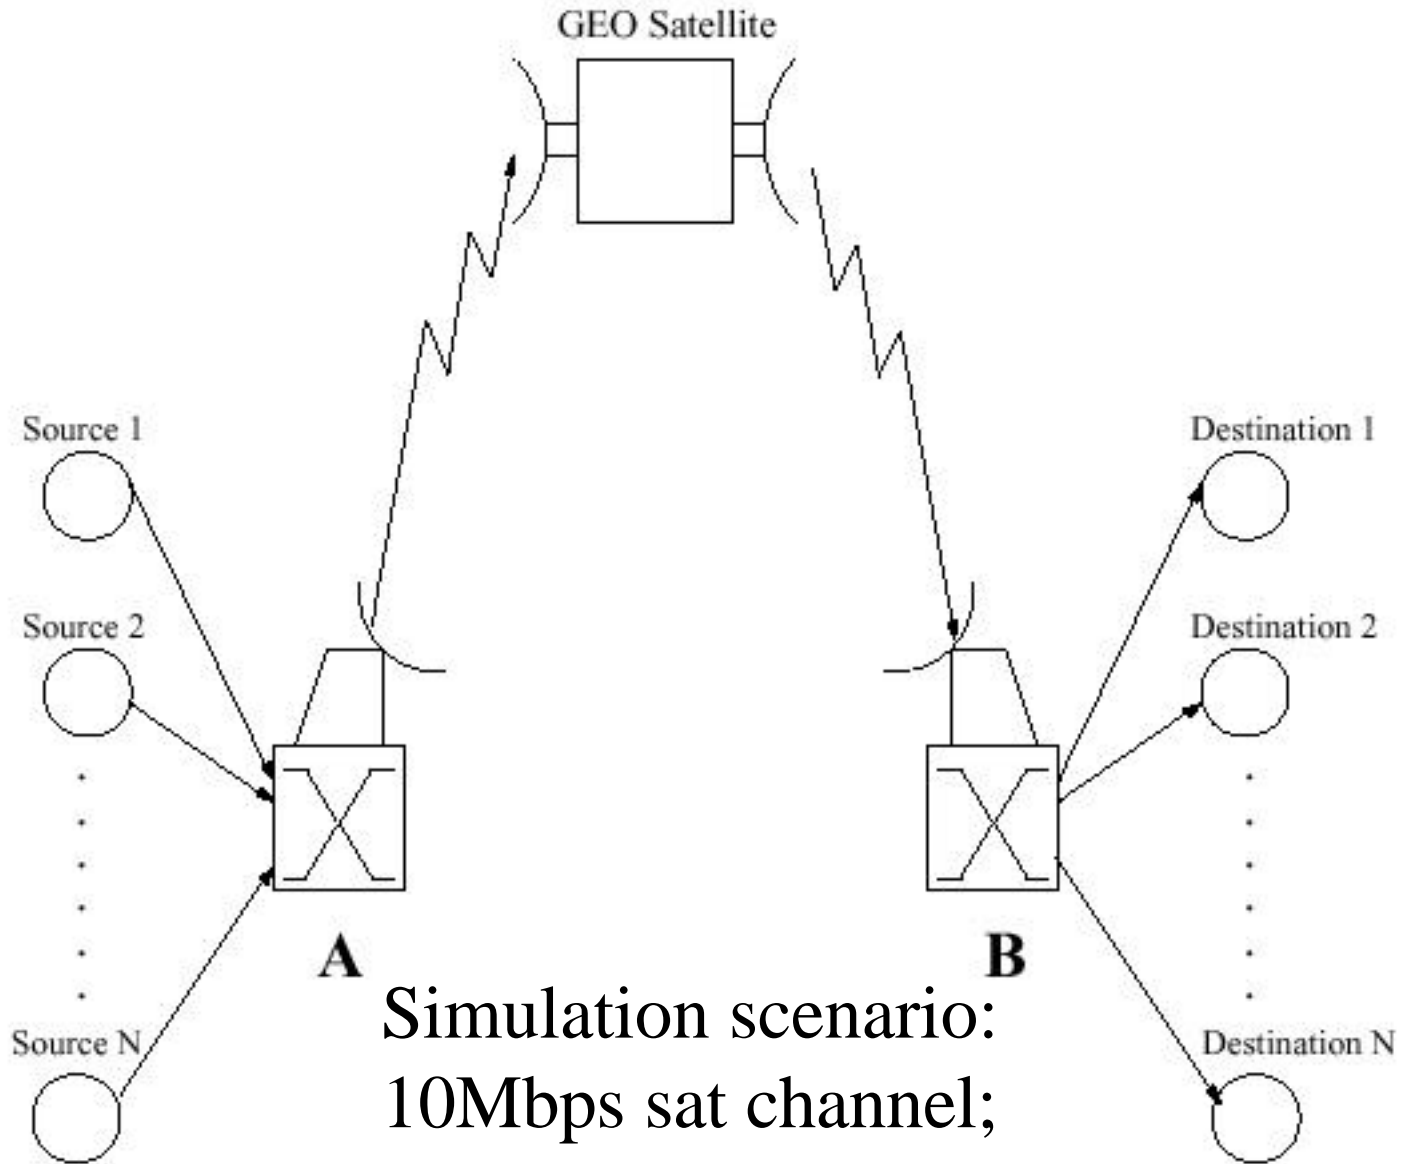 GEO Satellite
Source 1
Destination 1
Source 2
Destination 2
A
B
Simulation scenario:
Source N
Destination N
10Mbps sat channel;